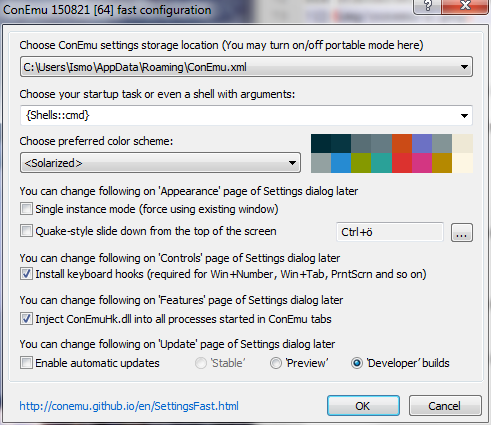 ConEmu 150821 [64] fast configuration
Choose ConEmu settings storage location (You may turn on/off portable mode here)
C:\Users\Ismo\AppData\Roaming\ConEmu.xml
Choose your startup task or even a shell with arguments:
{Shells::cmd}
Choose preferred color scheme:
<Solarized>
You can change following on 'Appearance' page of Settings dialog later
Single instance mode (force using existing window)
Quake-style slide down from the top of the screen Ctrl+ö ...
You can change following on 'Controls' page of Settings dialog later
Install keyboard hooks (required for Win+Number, Win+Tab, PrntScrn and so on)
You can change following on 'Features' page of Settings dialog later
Inject ConEmuHk.dll into all processes started in ConEmu tabs
You can change following on 'Update' page of Settings dialog later
Enable automatic updates 'Stable' 'Preview' 'Developer' builds
http://conemu.github.io/en/SettingsFast.html OK Cancel